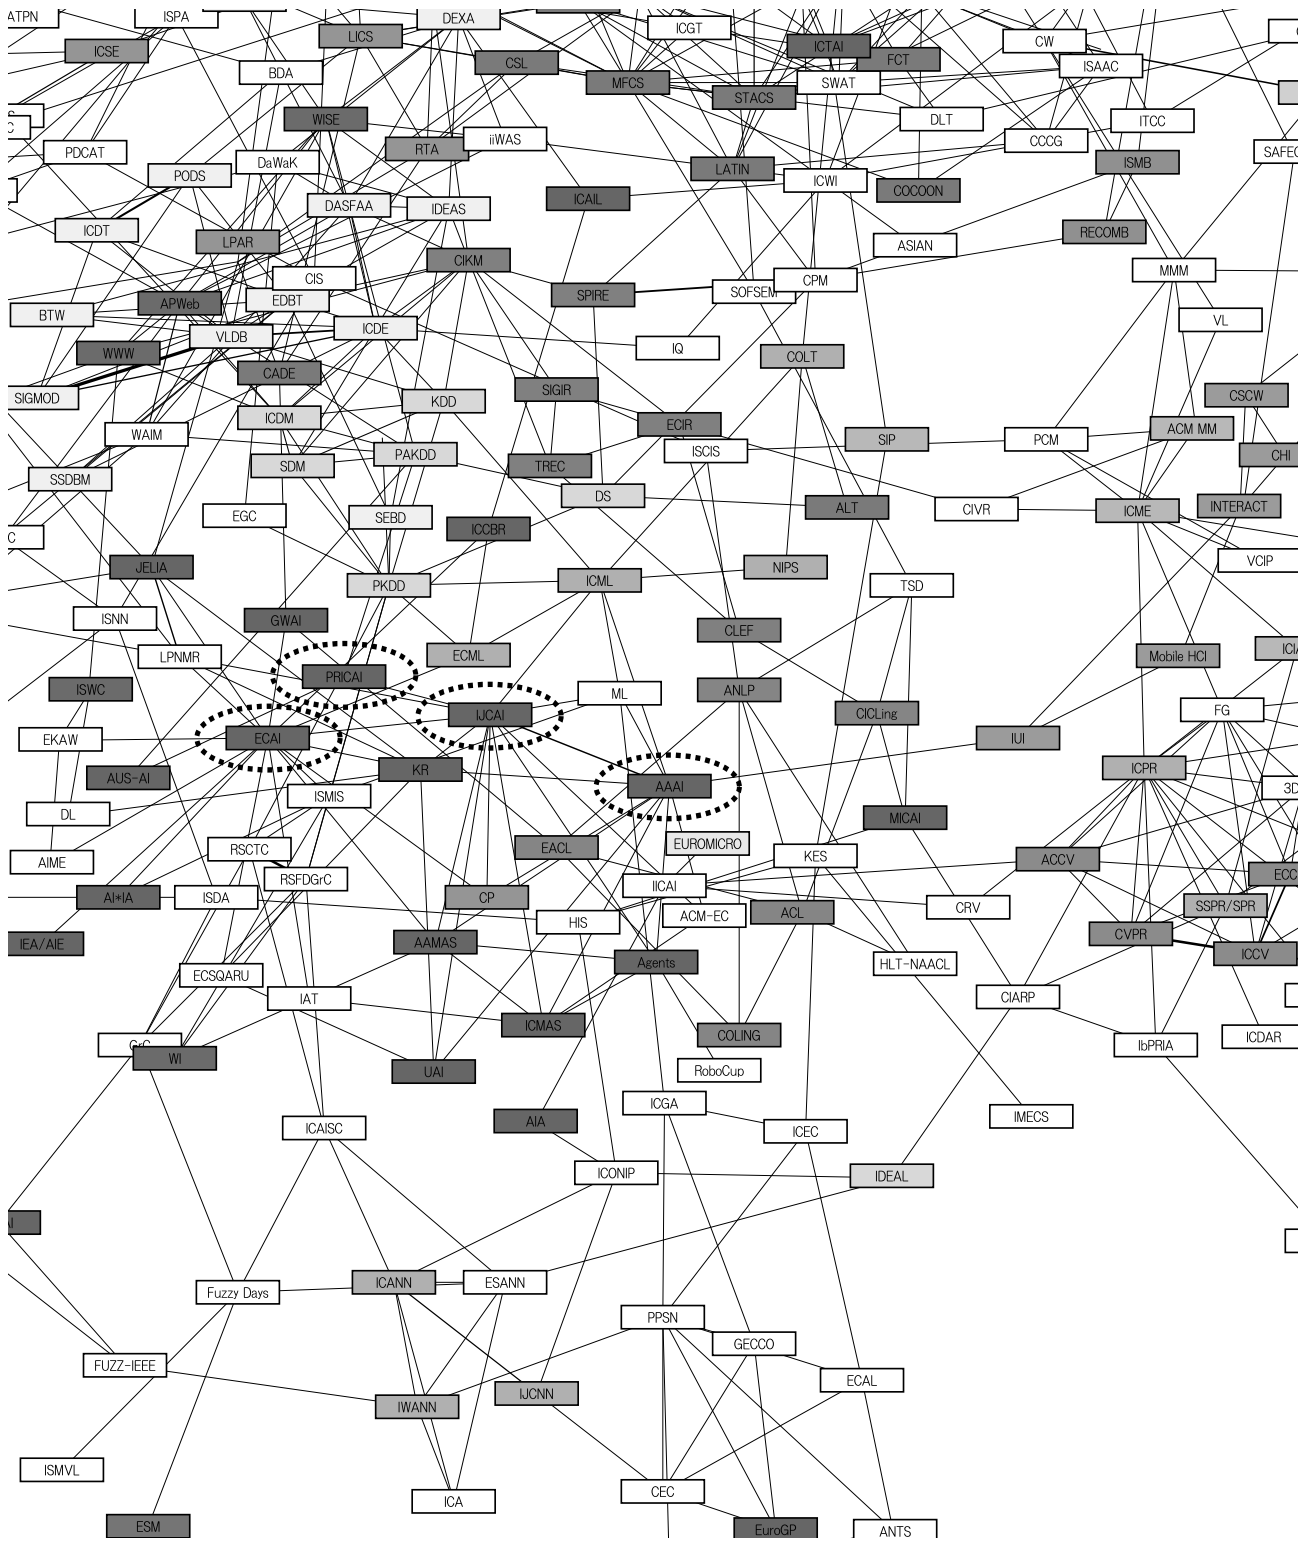 ATPN
ISPA
DEXA
ICGT
LICS
ICSE
CSL
ICTAI
FCT
CW
ISAAC
BDA
MFCS
SWAT
STACS
WISE
DLT
ITCC
C
iiWAS
CCCG
PDCAT
RTA
SAFEC
DaWaK
ISMB
PODS
LATIN
ICWI
COCOON
ICAIL
DASFAA
IDEAS
ICDT
RECOMB
LPAR
ASIAN
CIKM
MMM
CIS
CPM
SOFSEM
SPIRE
APWeb
EDBT
BTW
VL
ICDE
VLDB
IQ
WWW
COLT
CADE
SIGIR
CSCW
SIGMOD
KDD
ICDM
ECIR
ACM MM
WAIM
SIP
PCM
ISCIS
PAKDD
CHI
SDM
TREC
SSDBM
DS
ALT
CIVR
ICME
INTERACT
EGC
SEBD
ICCBR
C
VCIP
JELIA
NIPS
ICML
PKDD
TSD
ISNN
GWAI
CLEF
LPNMR
ECML
Mobile HCI
ICIA
PRICAI
ISWC
ML
ANLP
IJCAI
CICLing
FG
EKAW
ECAI
IUI
KR
ICPR
AUS-AI
AAAI
3D
ISMIS
DL
MICAI
EUROMICRO
RSCTC
EACL
KES
AIME
ACCV
RSFDGrC
ECC
IICAI
AI*IA
ISDA
CP
SSPR/SPR
CRV
ACL
ACM-EC
HIS
CVPR
IEA/AIE
AAMAS
ICCV
Agents
HLT-NAACL
ECSQARU
IAT
CIARP
ICMAS
COLING
ICDAR
GrC
IbPRIA
WI
UAI
RoboCup
ICGA
IMECS
AIA
ICAISC
ICEC
ICONIP
IDEAL
ICANN
ESANN
Fuzzy Days
PPSN
GECCO
FUZZ-IEEE
ECAL
IJCNN
IWANN
ISMVL
CEC
ICA
ESM
EuroGP
ANTS